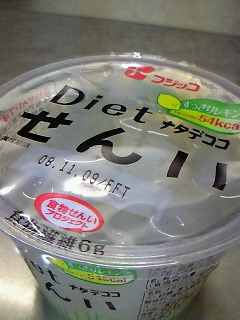 フジッコ
すっきりレモン
54kcal
Diet ナタデココ
せんい
08.11.09/FFT
食物せんい
プロジェクト
食物繊維6g
Diet
ナタデココ
せんい